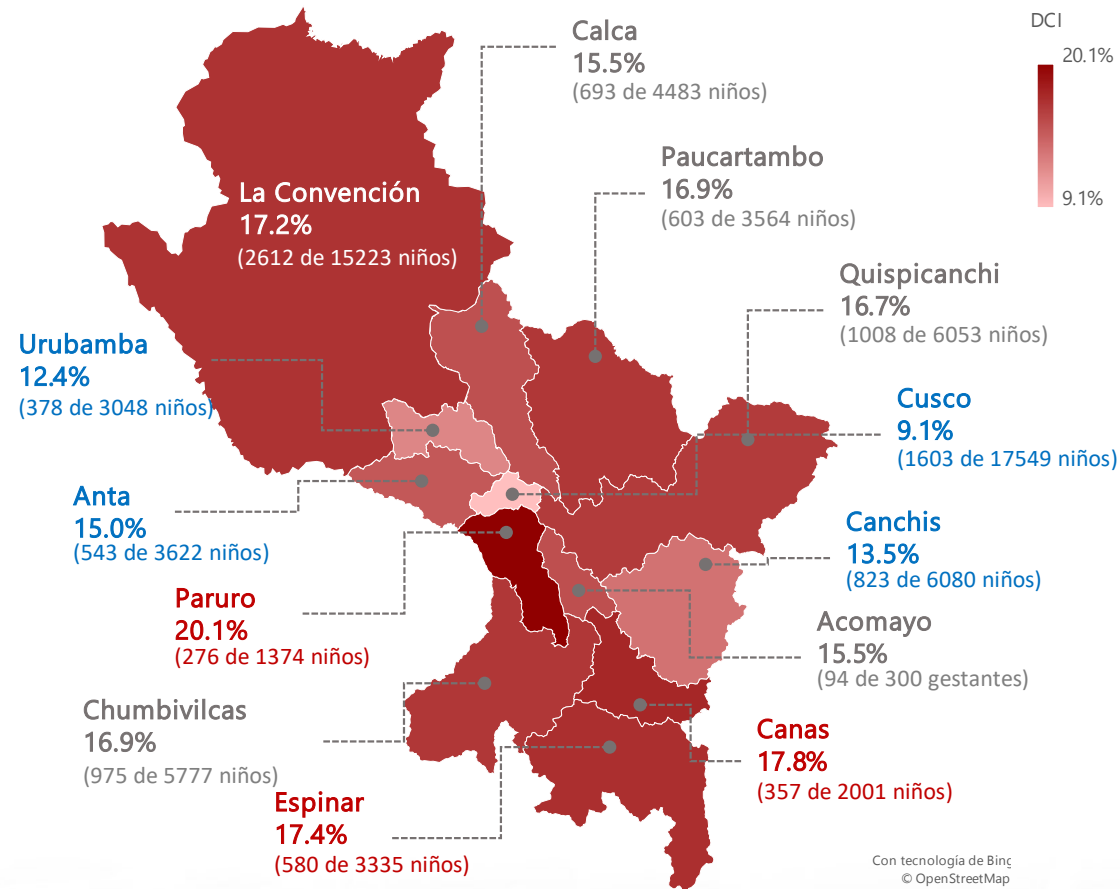 DCI
20.1%
9.1%
Calca
15.5%
(693 de 4483 niños)
Paucartambo
16.9%
(603 de 3564 niños)
La Convención
17.2%
(2612 de 15223 niños)
Quispicanchi
16.7%
(1008 de 6053 niños)
Urubamba
12.4%
(378 de 3048 niños)
Cusco
9.1%
(1603 de 17549 niños)
Anta
15.0%
(543 de 3622 niños)
Canchis
13.5%
(823 de 6080 niños)
Paruro
20.1%
(276 de 1374 niños)
Acomayo
15.5%
(94 de 300 gestantes)
Chumbivilcas
16.9%
(975 de 5777 niños)
Canas
17.8%
(357 de 2001 niños)
Espinar
17.4%
(580 de 3335 niños)
Con tecnología de Bing
© OpenStreetMap